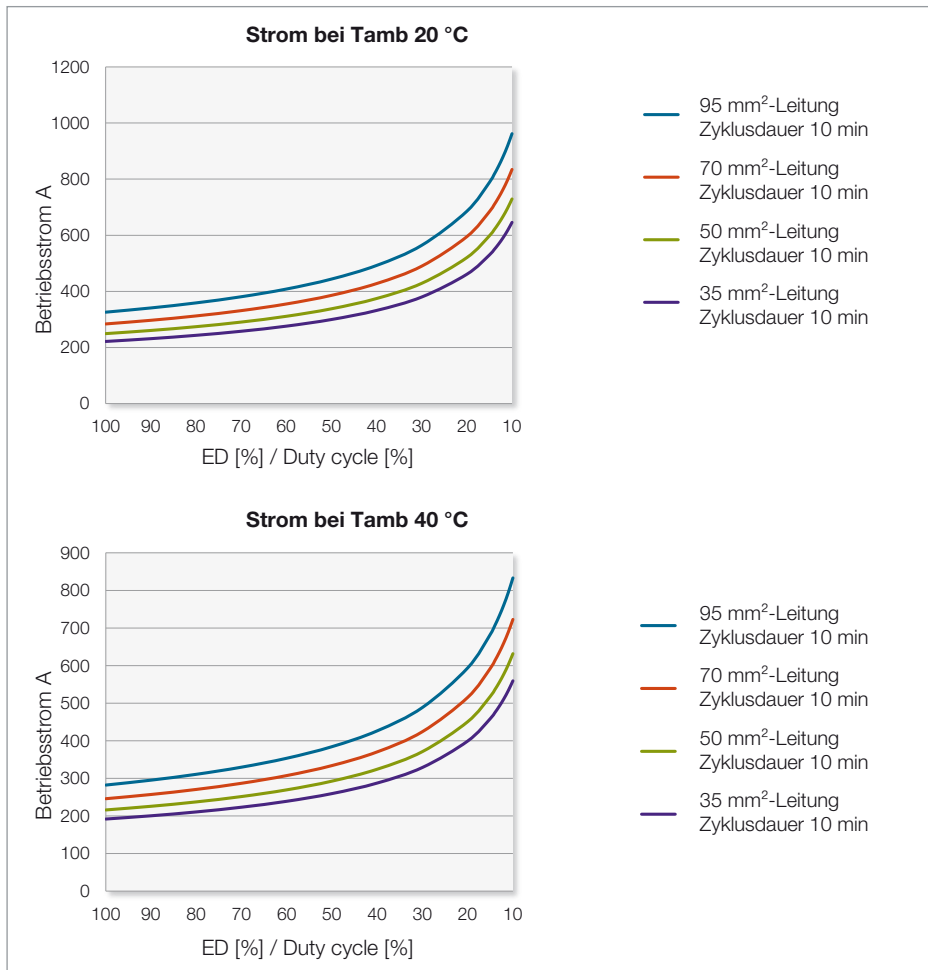 Strom bei Tamb 20 °C
1200
1000
800
600
400
200
0
Betriebsstrom A
100 90 80 70 60 50 40 30 20 10
ED [%] / Duty cycle [%]
95 mm²-Leitung
Zyklusdauer 10 min
70 mm²-Leitung
Zyklusdauer 10 min
50 mm²-Leitung
Zyklusdauer 10 min
35 mm²-Leitung
Zyklusdauer 10 min
Strom bei Tamb 40 °C
900
800
700
600
500
400
300
200
100
0
Betriebsstrom A
100 90 80 70 60 50 40 30 20 10
ED [%] / Duty cycle [%]
95 mm²-Leitung
Zyklusdauer 10 min
70 mm²-Leitung
Zyklusdauer 10 min
50 mm²-Leitung
Zyklusdauer 10 min
35 mm²-Leitung
Zyklusdauer 10 min